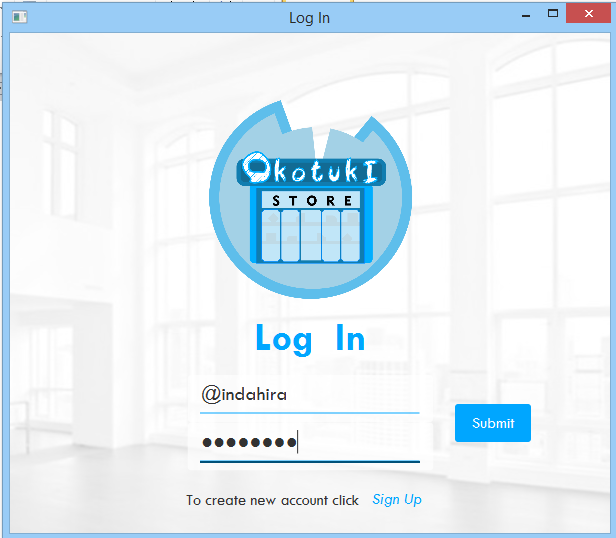 Log In
OkotukI
STORE
Log In
@indahira
●●●●●●●●
Submit
To create new account click Sign Up